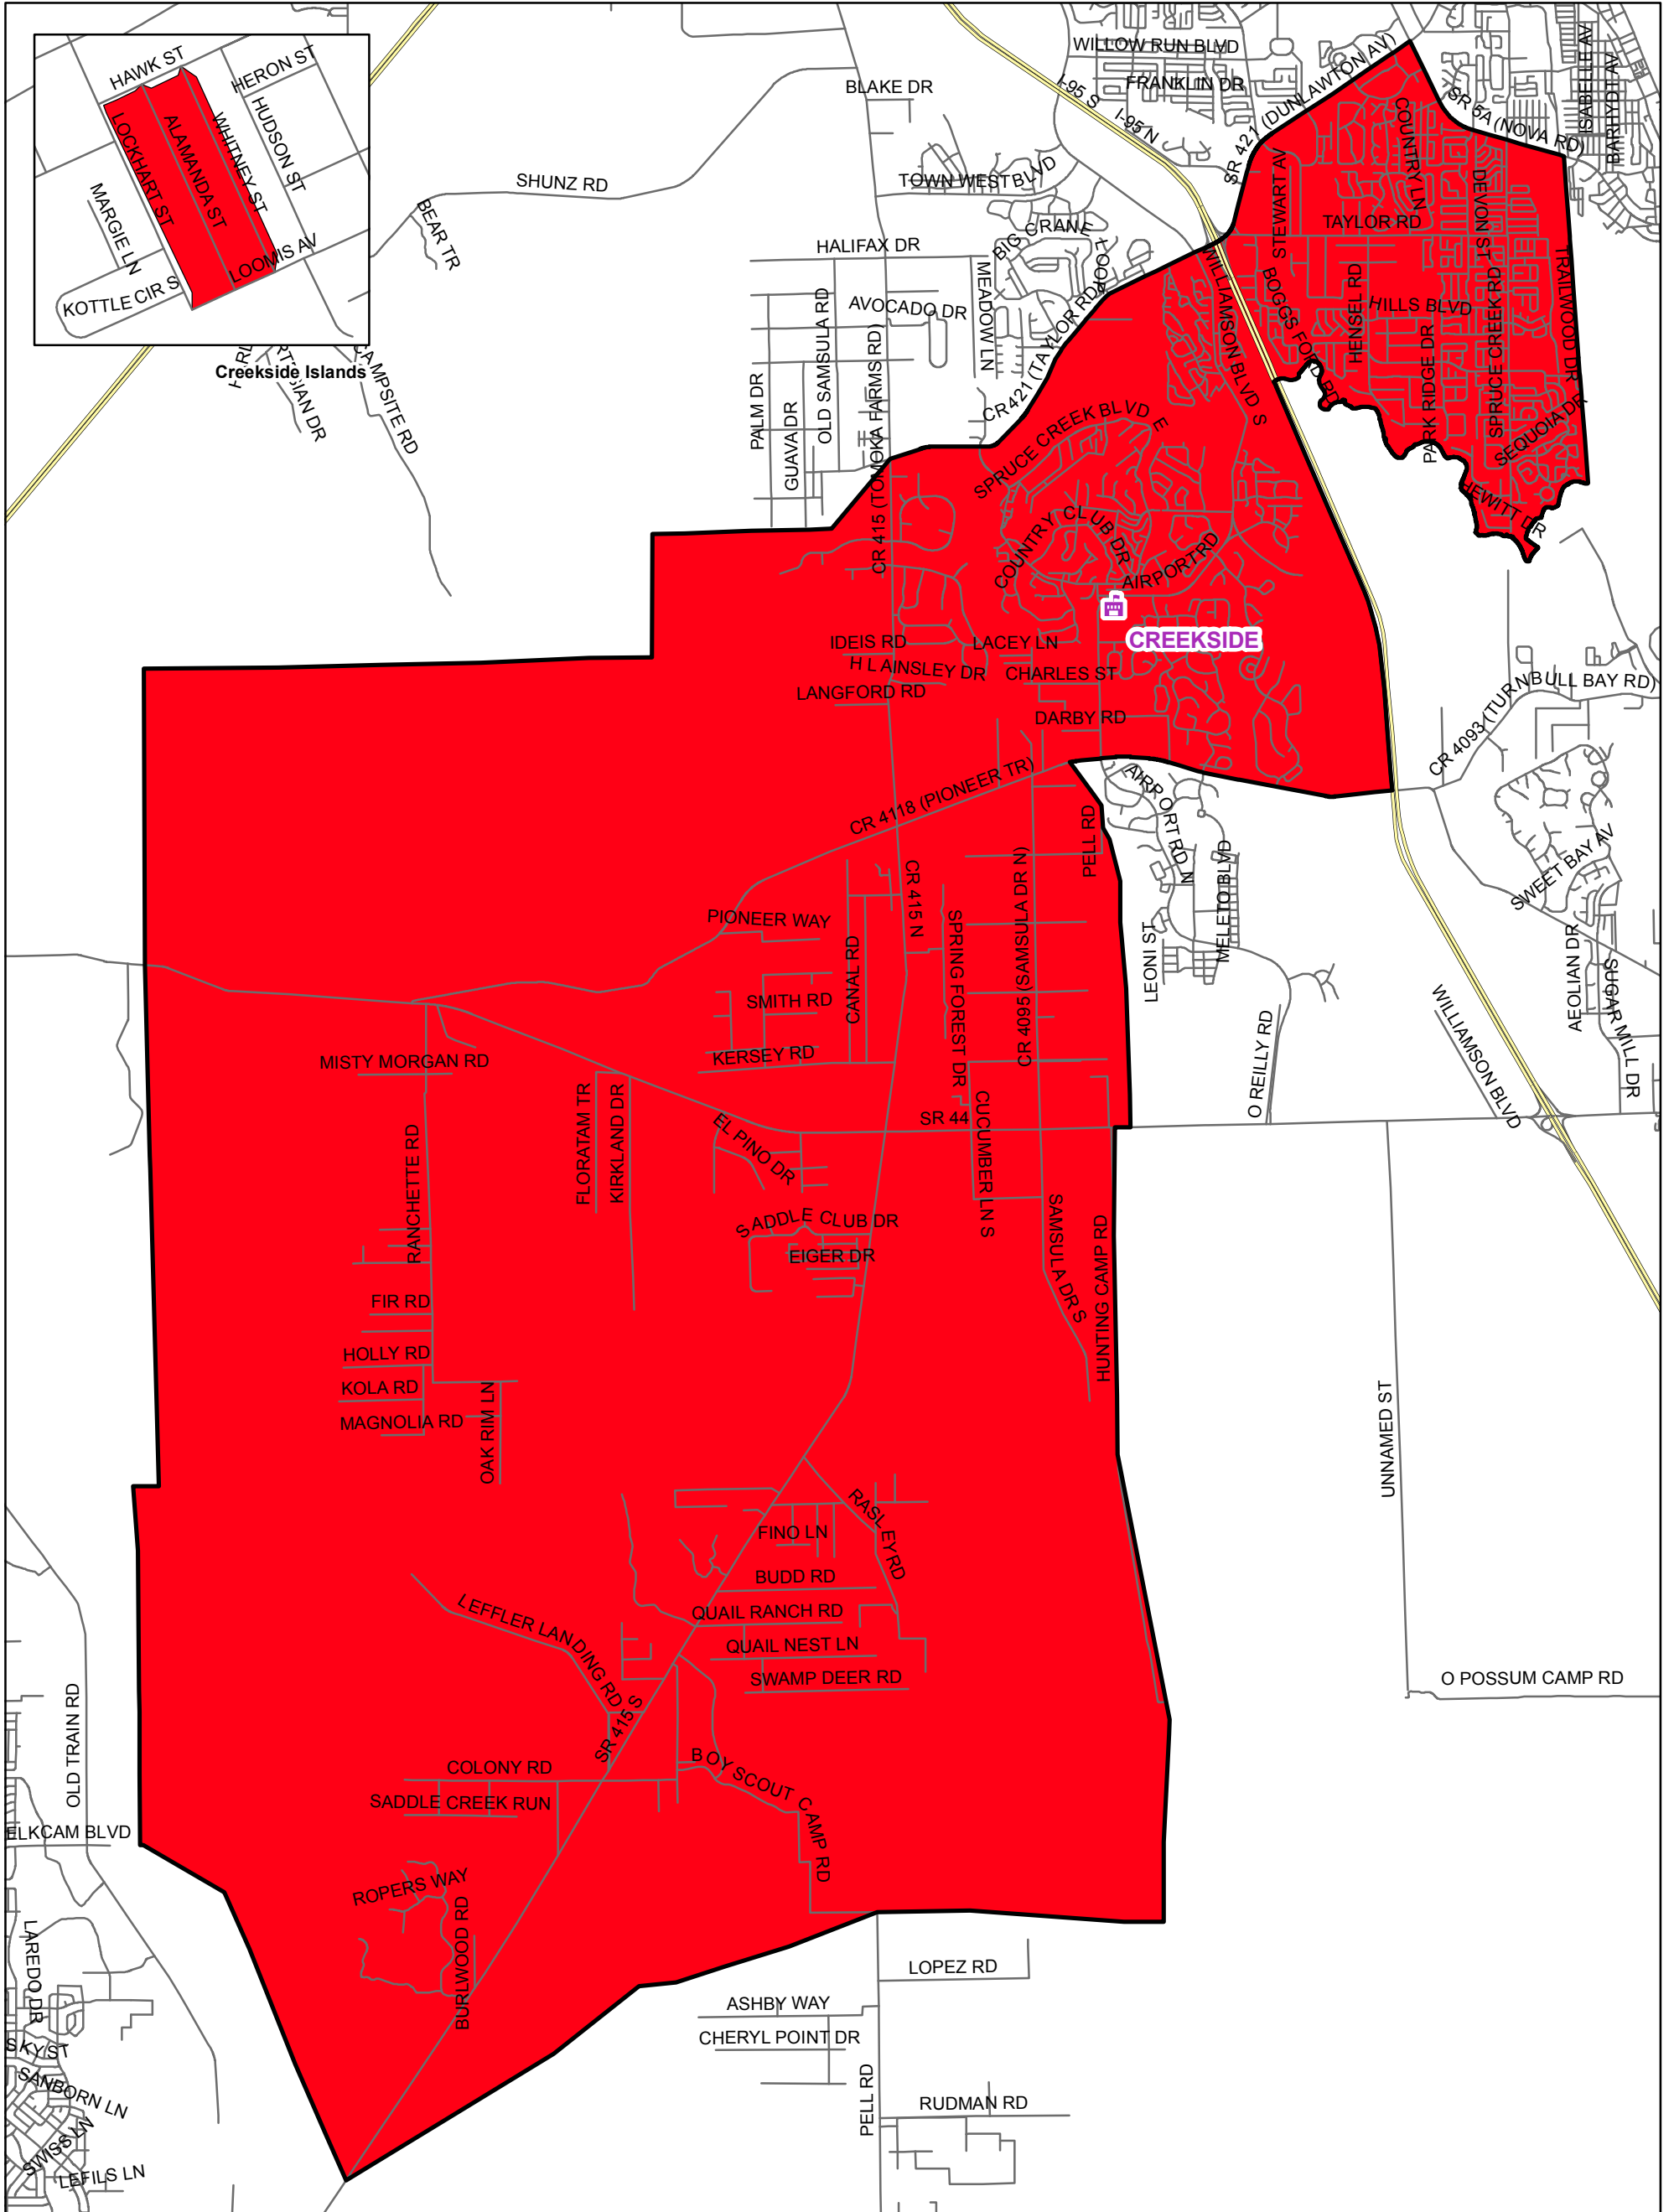 HAWK ST
HERON ST
HUDSON ST
WHITNEY ST
ALAMANDA ST
LOCKHART ST
MARGIE LN
LOOMIS AV
KOTTLE CIR S
Creekside Islands
CAMPSITE RD
BEAR TR
SHUNZ RD
BLAKE DR
WILLOW RUN BLVD
FRANKLIN DR
I-95 S
I-95 N
SR 421 (DUNLAWTON AV)
SR 5A (NOVA RD)
ISABELLE AV
BARHYDT AV
COUNTRY LN
TOWN WEST BLVD
STEWART AV
DEVON ST
TAYLOR RD
BIG CRANE LOOP
HALIFAX DR
MEADOW LN
AVOCADO DR
OLD SAMSULA RD
PALM DR
GUAVA DR
CR 415 (TOMOKA FARMS RD)
CR 421 (TAYLOR RD)
WILLIAMSON BLVD S
BOGGS FORD RD
HENSEL RD
HILLS BLVD
PARK RIDGE DR
SPRUCE CREEK RD
TRAILWOOD DR
SEQUOIA DR
HEWITT DR
SPRUCE CREEK BLVD E
COUNTRY CLUB DR
AIRPORT RD
CREEKSIDE
IDEIS RD
LACEY LN
H L AINSLEY DR
CHARLES ST
LANGFORD RD
DARBY RD
CR 4093 (TURNBULL BAY RD)
CR 4118 (PIONEER TR)
AIRPORT RD N
PELL RD
MELETO BLVD
SWEET BAY AV
CR 415 N
CR 4095 (SAMSULA DR N)
PIONEER WAY
SPRING FOREST DR
LEONI ST
CANAL RD
AEOLIAN DR
SUGAR MILL DR
SMITH RD
WILLIAMSON BLVD
O REILLY RD
KERSEY RD
MISTY MORGAN RD
FLORATAM TR
KIRKLAND DR
SR 44
CUCUMBER LN S
EL PINO DR
RANCHETTE RD
SADDLE CLUB DR
EIGER DR
SAMSULA DR S
HUNTING CAMP RD
FIR RD
HOLLY RD
KOLA RD
MAGNOLIA RD
OAK RIM LN
UNNAMED ST
RASLEY RD
FINO LN
BUDD RD
LEFFLER LANDING RD
QUAIL RANCH RD
QUAIL NEST LN
SWAMP DEER RD
O POSSUM CAMP RD
OLD TRAIN RD
SR 415 S
COLONY RD
BOY SCOUT CAMP RD
SADDLE CREEK RUN
ELKCAM BLVD
ROPERS WAY
BURLWOOD RD
LAREDO DR
LOPEZ RD
ASHBY WAY
CHERYL POINT DR
SKY ST
SANBORN LN
PELL RD
RUDMAN RD
SWISS LN
LEFILS LN